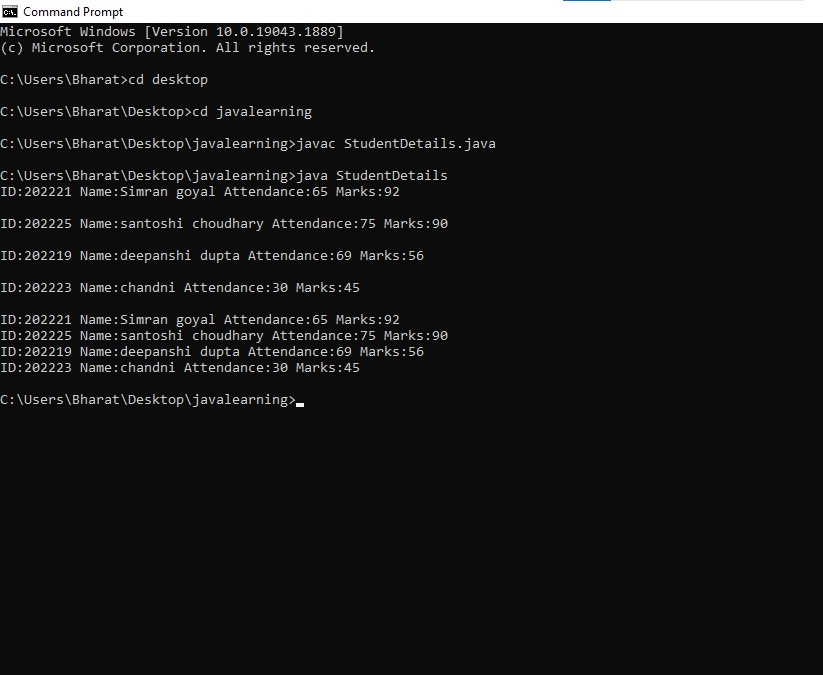 Command Prompt
Microsoft Windows [Version 10.0.19043.1889]
(c) Microsoft Corporation. All rights reserved.
C:\Users\Bharat>cd desktop
C:\Users\Bharat\Desktop>cd javalearning
C:\Users\Bharat\Desktop\javalearning>javac StudentDetails.java
C:\Users\Bharat\Desktop\javalearning>java StudentDetails
ID:202221 Name:Simran goyal Attendance:65 Marks:92
ID:202225 Name:santoshi choudhary Attendance:75 Marks:90
ID:202219 Name:deepanshi dupta Attendance:69 Marks:56
ID:202223 Name:chandni Attendance:30 Marks:45
ID:202221 Name:Simran goyal Attendance:65 Marks:92
ID:202225 Name:santoshi choudhary Attendance:75 Marks:90
ID:202219 Name:deepanshi dupta Attendance:69 Marks:56
ID:202223 Name:chandni Attendance:30 Marks:45
C:\Users\Bharat\Desktop\javalearning>